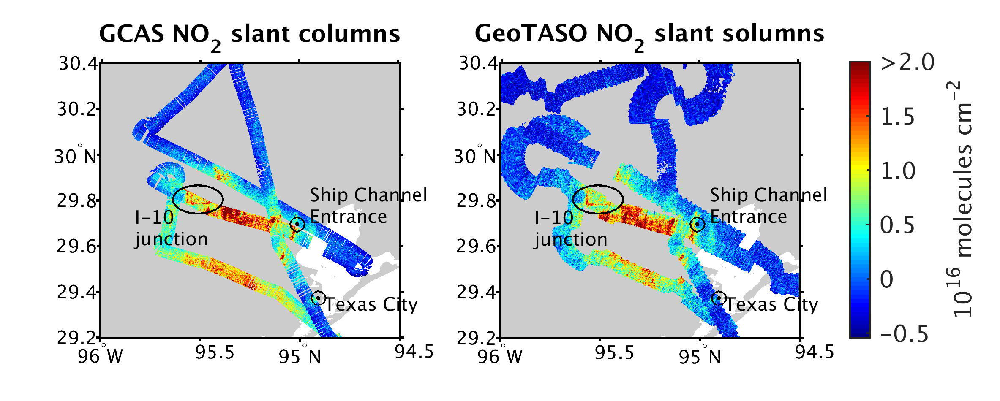 GCAS NO2 slant columns
30.4
30.2
30°N
29.8
29.6
29.4
29.2
96°W
95.5
95°N
94.5
Ship Channel
Entrance
I-10
junction
Texas City
GeoTASO NO2 slant solumns
30.4
30.2
30°N
29.8
29.6
29.4
29.2
96°W
95.5
95°N
94.5
Ship Channel
Entrance
I-10
junction
Texas City
>2.0
1.5
1.0
0.5
0
-0.5
10^16 molecules cm^-2